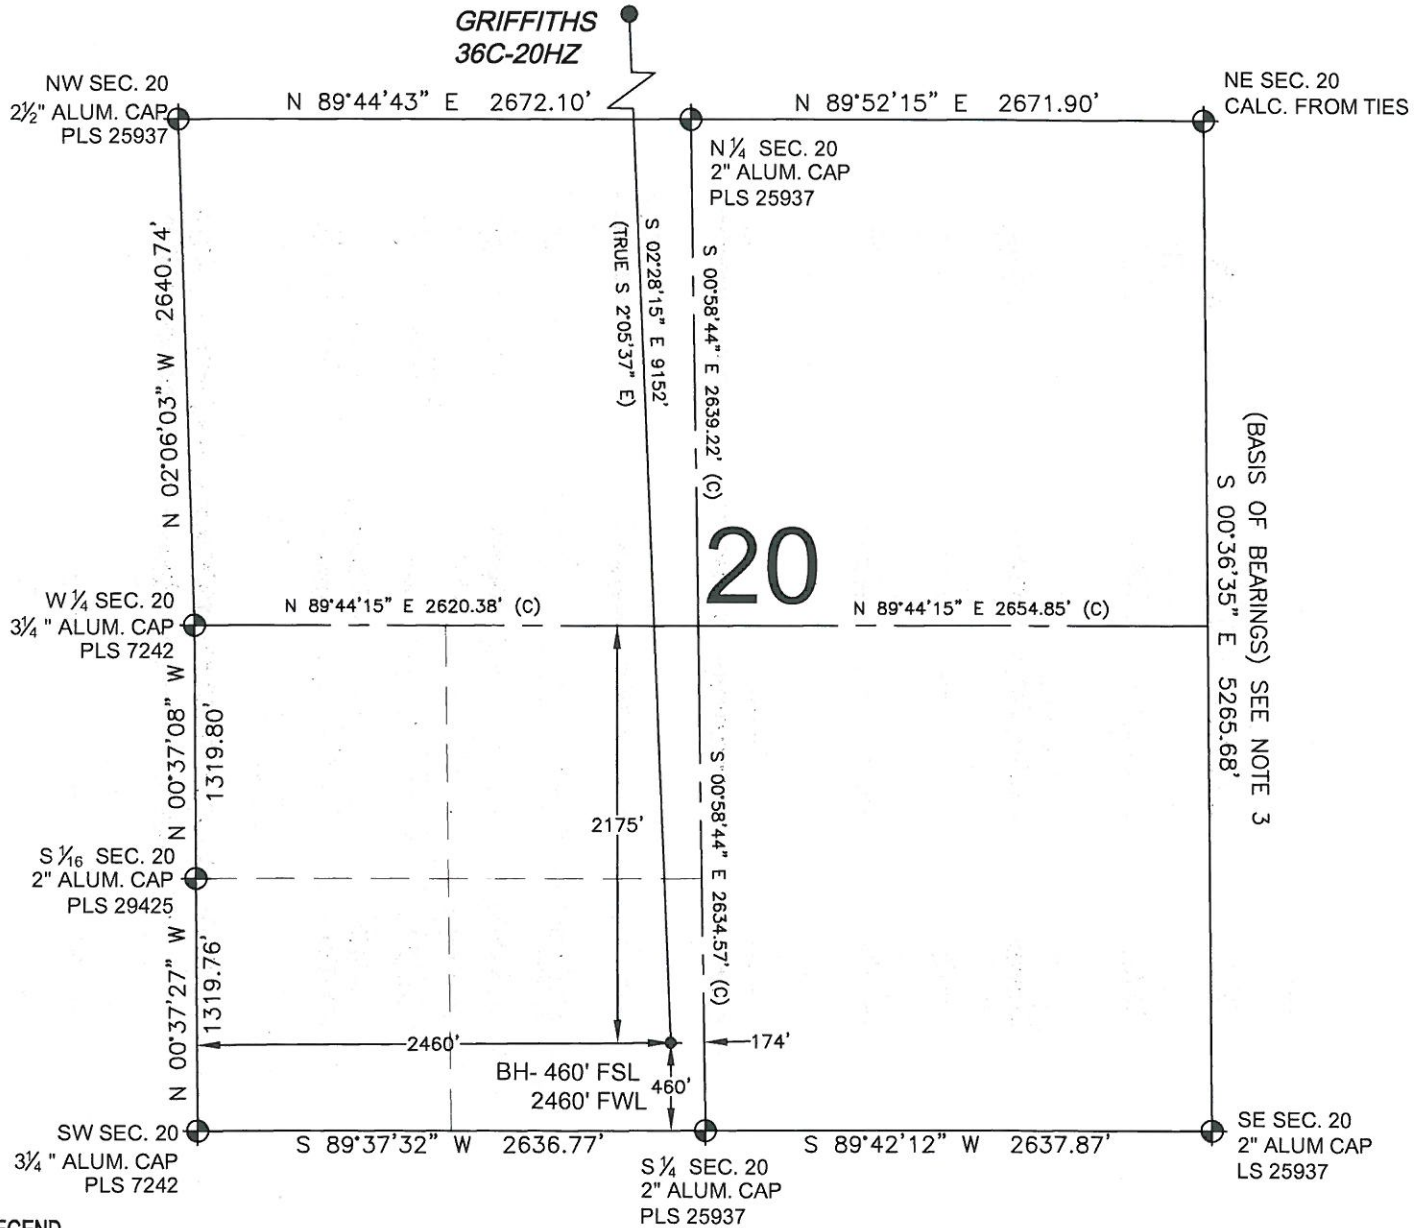 GRIFFITHS
36C-20HZ
NW SEC. 20
2½" ALUM. CAP
PLS 25937
N 89°44'43" E 2672.10'
N 89°52'15" E 2671.90'
NE SEC. 20
CALC. FROM TIES
N ¼ SEC. 20
2" ALUM. CAP
PLS 25937
N 02°06'03" W 2640.74'
S 02°28'15" E 9152'
(TRUE S 2°05'37" E)
S 00°58'44" E 2639.22' (C)
(BASIS OF BEARINGS) SEE NOTE 3
S 00°36'35" E 5265.68'
20
W ¼ SEC. 20
3¼" ALUM. CAP
PLS 7242
N 89°44'15" E 2620.38' (C)
N 89°44'15" E 2654.85' (C)
N 00°37'08" W
1319.80'
2175'
S 00°58'44" E 2634.57' (C)
S 1⁄16 SEC. 20
2" ALUM. CAP
PLS 29425
N 00°37'27" W
1319.76'
2460'
174'
BH- 460' FSL
2460' FWL
460'
SW SEC. 20
3¼" ALUM. CAP
PLS 7242
S 89°37'32" W 2636.77'
S ¼ SEC. 20
2" ALUM. CAP
PLS 25937
S 89°42'12" W 2637.87'
SE SEC. 20
2" ALUM CAP
LS 25937